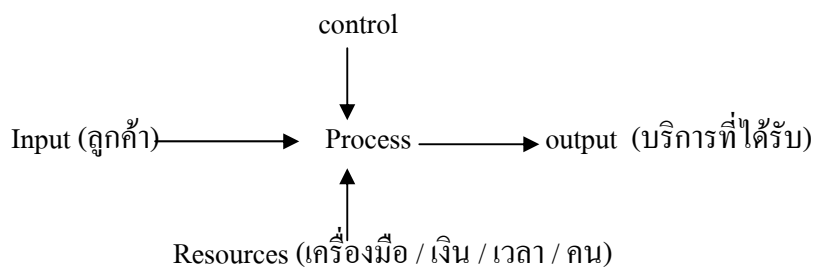 control
Input (ลูกค้า) Process output (บริการที่ได้รับ)
Resources (เครื่องมือ / เงิน / เวลา / คน)